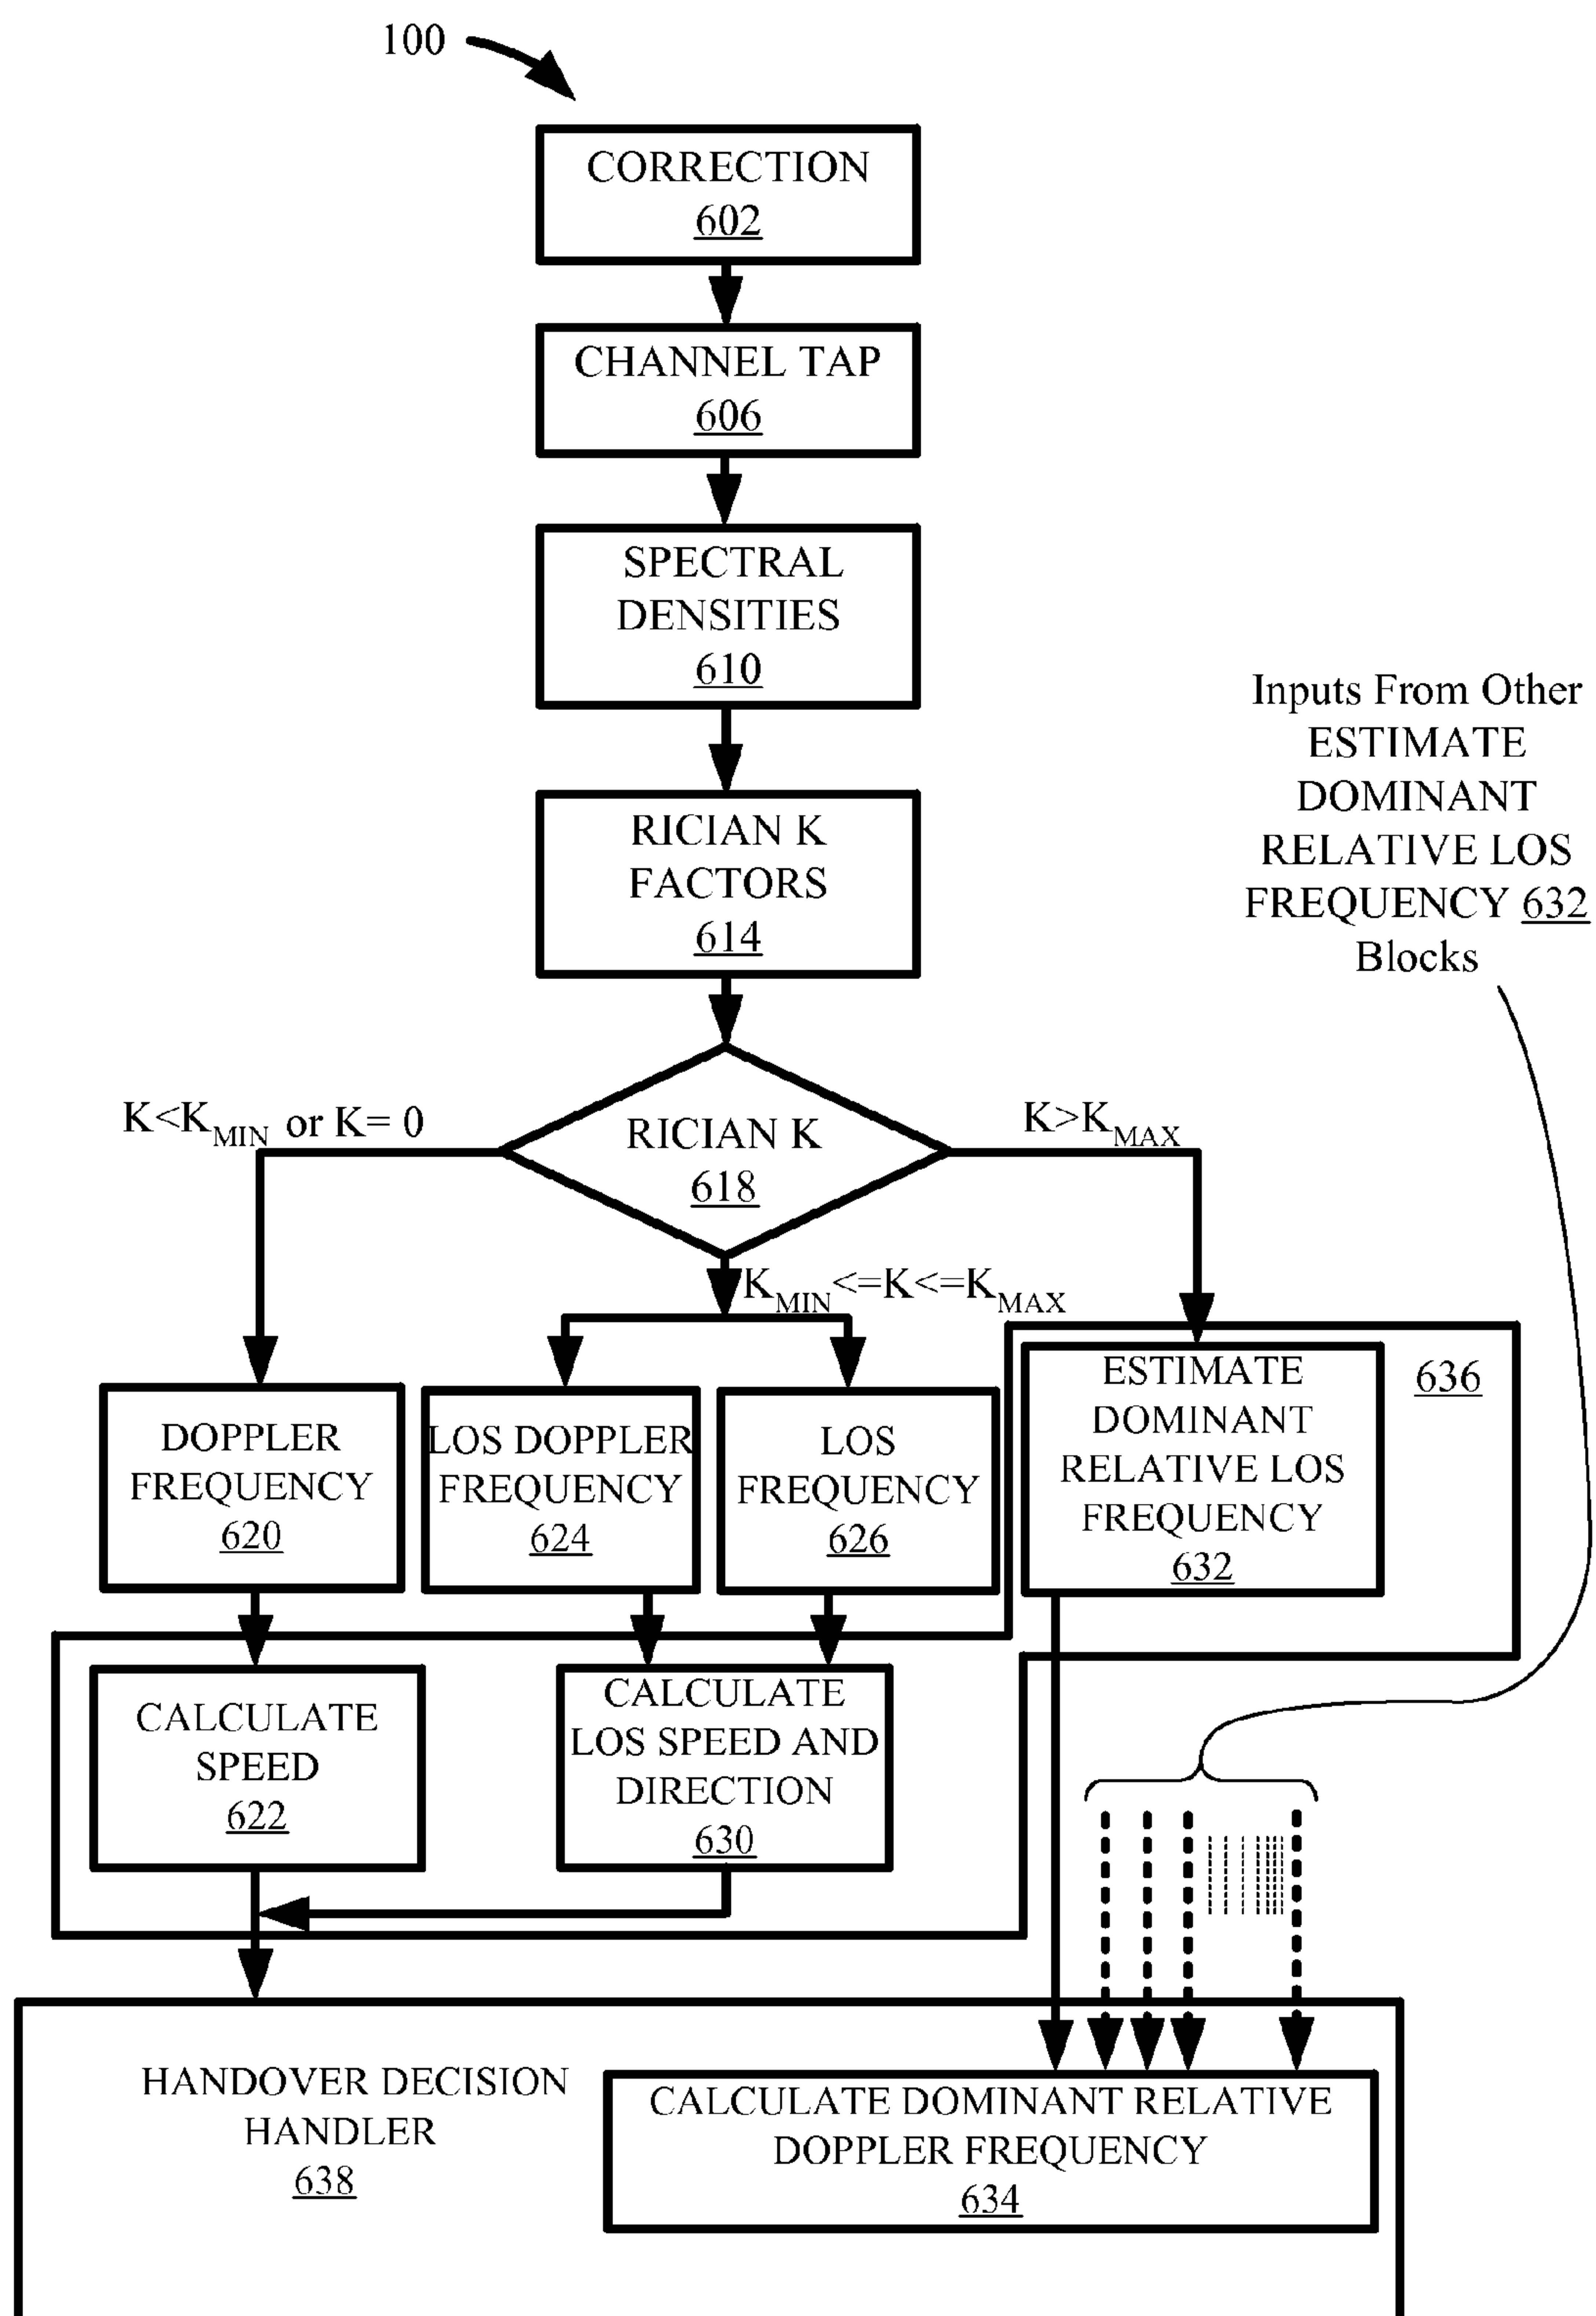 100
CORRECTION
602
CHANNEL TAP
606
SPECTRAL
DENSITIES
610
RICIAN K
FACTORS
614
Inputs From Other
ESTIMATE
DOMINANT
RELATIVE LOS
FREQUENCY 632
Blocks
K<KMIN or K= 0
RICIAN K
618
K>KMAX
KMIN<=K<=KMAX
DOPPLER
FREQUENCY
620
LOS DOPPLER
FREQUENCY
624
LOS
FREQUENCY
626
ESTIMATE
DOMINANT
RELATIVE LOS
FREQUENCY
632
636
CALCULATE
SPEED
622
CALCULATE
LOS SPEED AND
DIRECTION
630
HANDOVER DECISION
HANDLER
638
CALCULATE DOMINANT RELATIVE
DOPPLER FREQUENCY
634